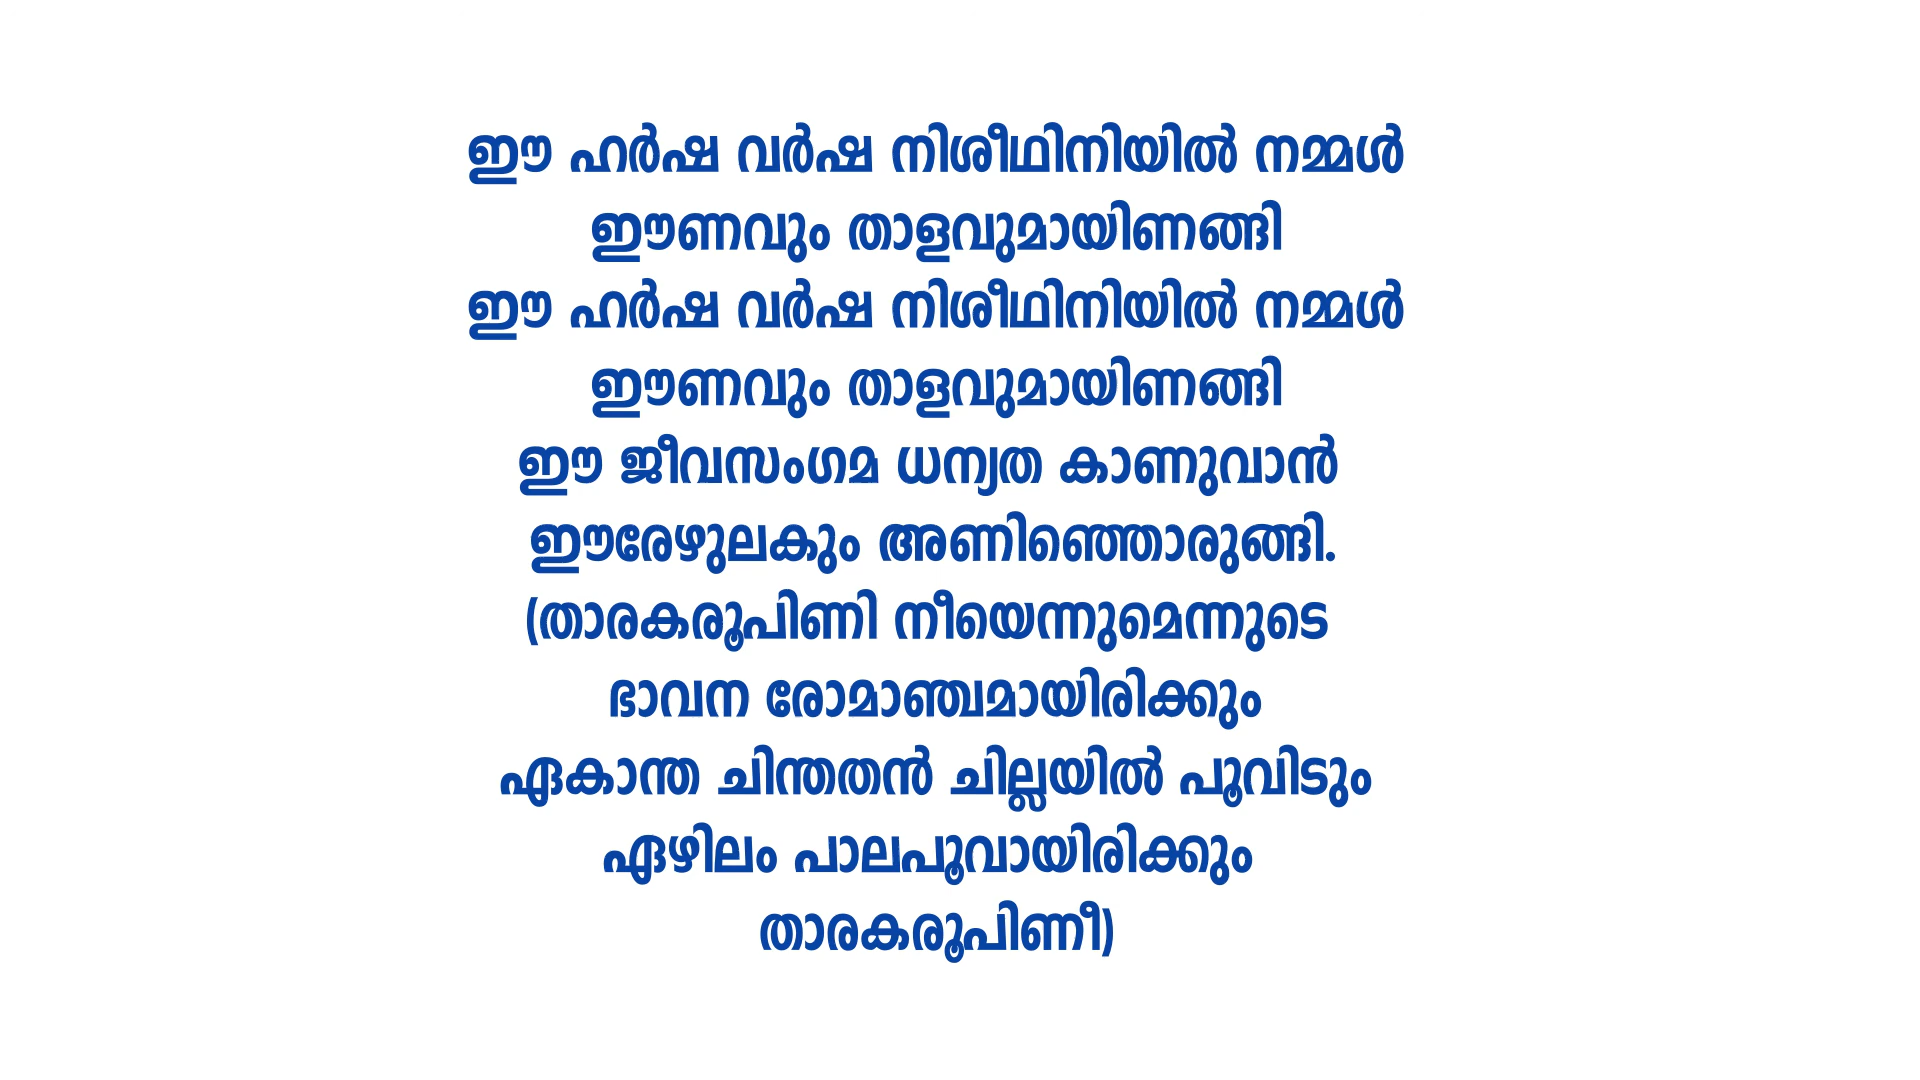 ഈ ഹർഷ വർഷ നിശീഥിനിയിൽ നമ്മൾ
ഈണവും താളവുമായിണങ്ങി
ഈ ഹർഷ വർഷ നിശീഥിനിയിൽ നമ്മൾ
ഈണവും താളവുമായിണങ്ങി
ഈ ജീവസംഗമ ധന്യത കാണുവാൻ
ഈരേഴുലകും അണിഞ്ഞൊരുങ്ങി.
(താരകരൂപിണി നീയെന്നുമെന്നുടെ
ഭാവന രോമാഞ്ചമായിരിക്കും
ഏകാന്ത ചിന്തതൻ ചില്ലയിൽ പൂവിടും
ഏഴിലം പാലപൂവായിരിക്കും
താരകരൂപിണീ)